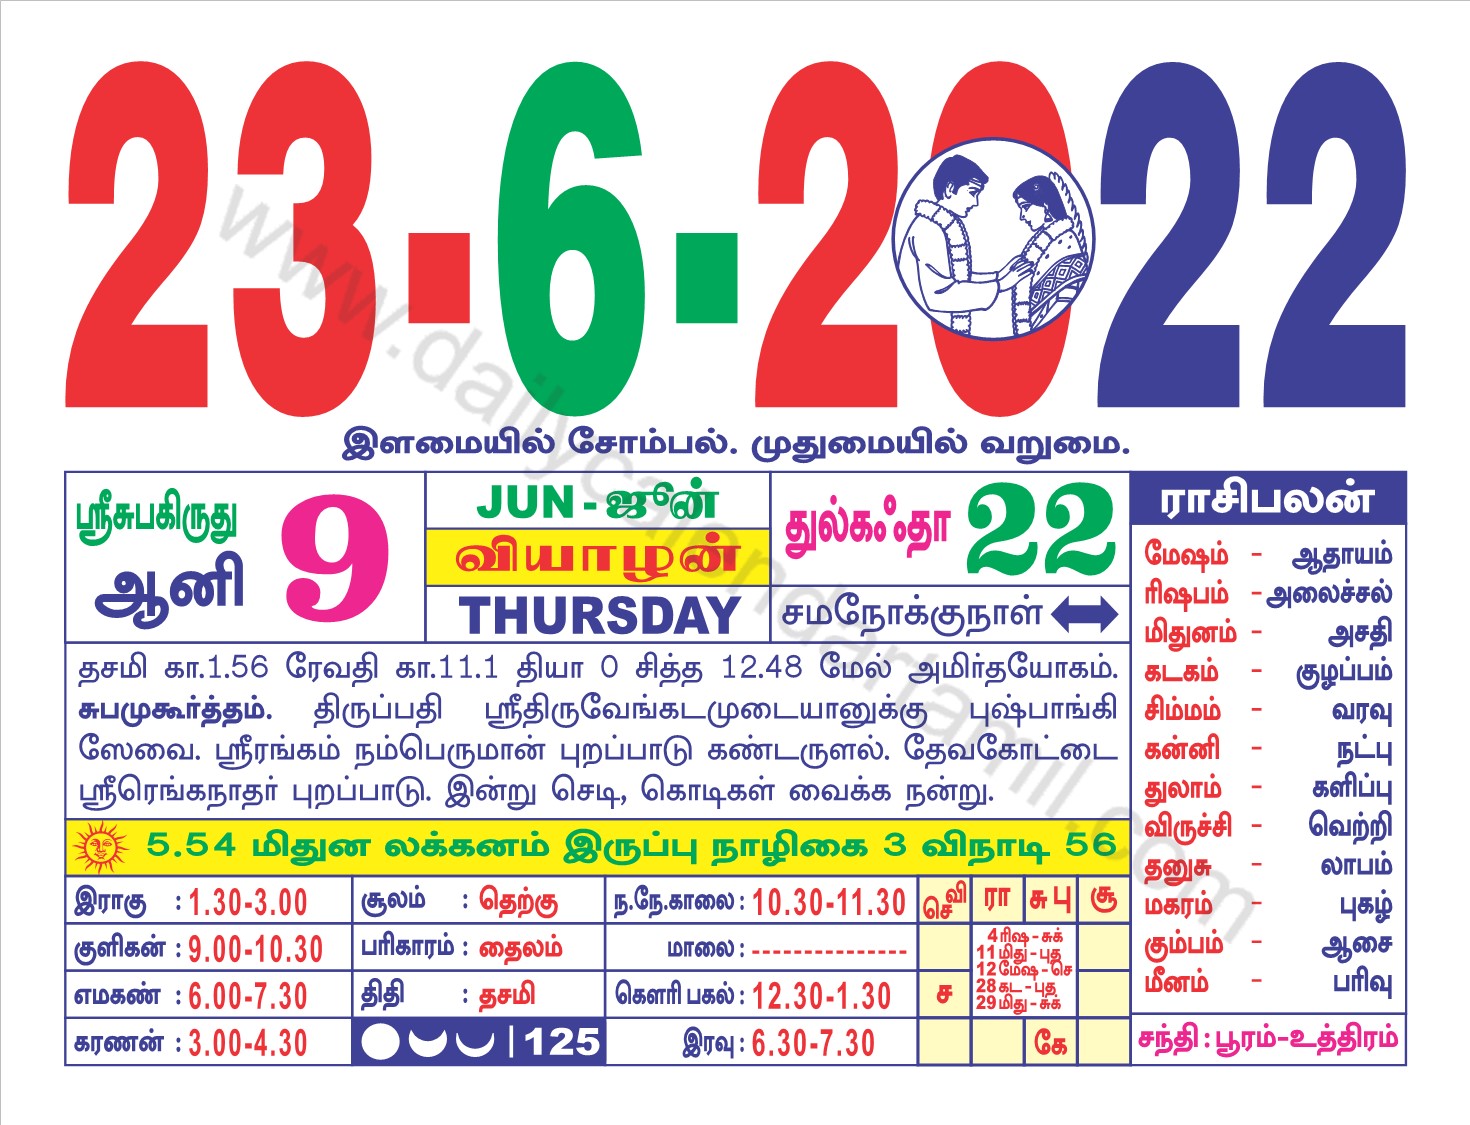 23-6-2022
இளமையில் சோம்பல். முதுமையில் வறுமை.
ஸ்ரீசுபகிருது
ஆனி 9
JUN - ஜூன்
வியாழன்
THURSDAY
துல்கஃதா 22
சமநோக்குநாள்
தசமி கா.1.56 ரேவதி கா.11.1 தியா 0 சித்த 12.48 மேல் அமிர்தயோகம்.
சுபமுகூர்த்தம். திருப்பதி ஸ்ரீதிருவேங்கடமுடையானுக்கு புஷ்பாங்கி
ஸேவை. ஸ்ரீரங்கம் நம்பெருமான் புறப்பாடு கண்டருளல். தேவகோட்டை
ஸ்ரீரெங்கநாதர் புறப்பாடு. இன்று செடி, கொடிகள் வைக்க நன்று.
5.54 மிதுன லக்கனம் இருப்பு நாழிகை 3 விநாடி 56
இராகு : 1.30-3.00
குளிகன் : 9.00-10.30
எமகண் : 6.00-7.30
கரணன் : 3.00-4.30
சூலம் : தெற்கு
பரிகாரம் : தைலம்
திதி : தசமி
125
ந.நே.காலை : 10.30-11.30
மாலை : --------------
கௌரி பகல் : 12.30-1.30
இரவு : 6.30-7.30
செ வி ரா சு பு சூ
4 ரிஷ - சுக்
11 மிது - புத
12 மேஷ - செ
28 கட - புத
29 மிது - சுக்
ச
கே
ராசிபலன்
மேஷம் - ஆதாயம்
ரிஷபம் - அலைச்சல்
மிதுனம் - அசதி
கடகம் - குழப்பம்
சிம்மம் - வரவு
கன்னி - நட்பு
துலாம் - களிப்பு
விருச்சி - வெற்றி
தனுசு - லாபம்
மகரம் - புகழ்
கும்பம் - ஆசை
மீனம் - பரிவு
சந்தி : பூரம்-உத்திரம்
www.dailycalendartamil.com